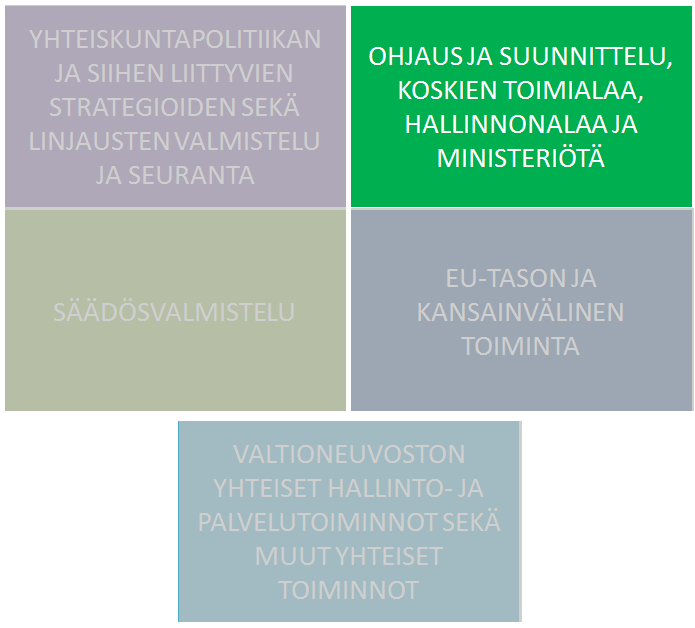 YHTEISKUNTAPOLITIIKAN
JA SIIHEN LIITTYVIEN
STRATEGIOIDEN SEKÄ
LINJAUSTEN VALMISTELU
JA SEURANTA
OHJAUS JA SUUNNITTELU,
KOSKIEN TOIMIALAA,
HALLINNONALAA JA
MINISTERIÖTÄ
SÄÄDÖSVALMISTELU
EU-TASON JA
KANSAINVÄLINEN
TOIMINTA
VALTIONEUVOSTON
YHTEISET HALLINTO- JA
PALVELUTOIMINNOT SEKÄ
MUUT YHTEISET
TOIMINNOT